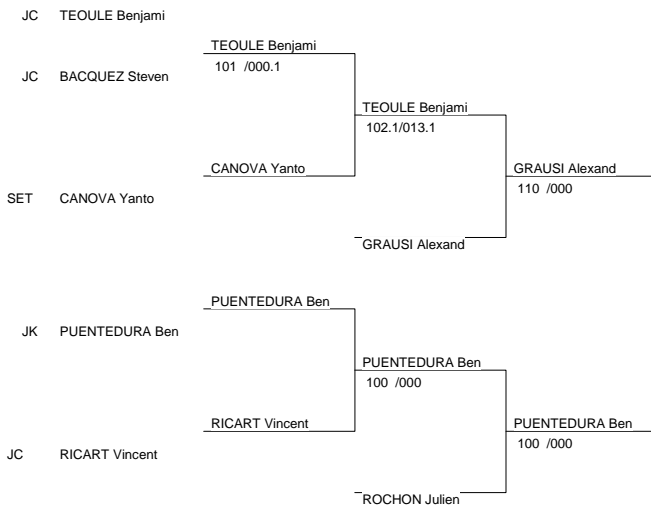 JC TEOULE Benjami
TEOULE Benjami
101 /000.1
JC BACQUEZ Steven
TEOULE Benjami
102.1/013.1
CANOVA Yanto
GRAUSI Alexand
110 /000
SET CANOVA Yanto
GRAUSI Alexand
PUENTEDURA Ben
JK PUENTEDURA Ben
PUENTEDURA Ben
100 /000
RICART Vincent
PUENTEDURA Ben
100 /000
JC RICART Vincent
ROCHON Julien